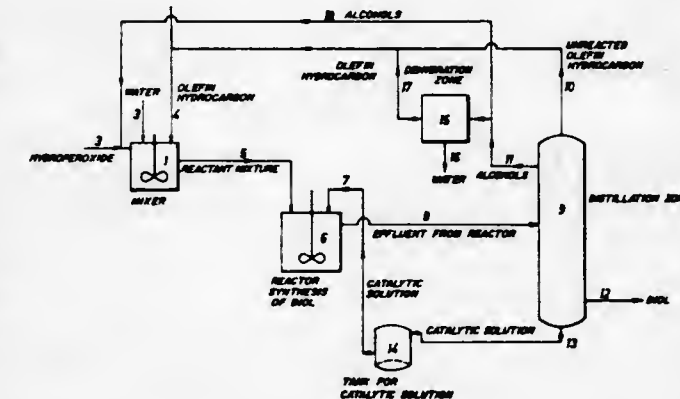 18 ALCOHOLS
UNREACTED
OLEFIN
HYDROCARBON
10
OLEFIN
HYDROCARBON
DEHYDRATION
ZONE
17
15
16
WATER
11
ALCOHOLS
WATER
3
4
OLEFIN
HYDROCARBON
HYDROPEROXIDE
1
MIXER
5
REACTANT MIXTURE
7
6
8
EFFLUENT FROM REACTOR
9
DISTILLATION
12
DIOL
REACTOR
SYNTHESIS
OF DIOL
CATALYTIC
SOLUTION
CATALYTIC SOLUTION
13
14
TANK FOR
CATALYTIC SOLUTION